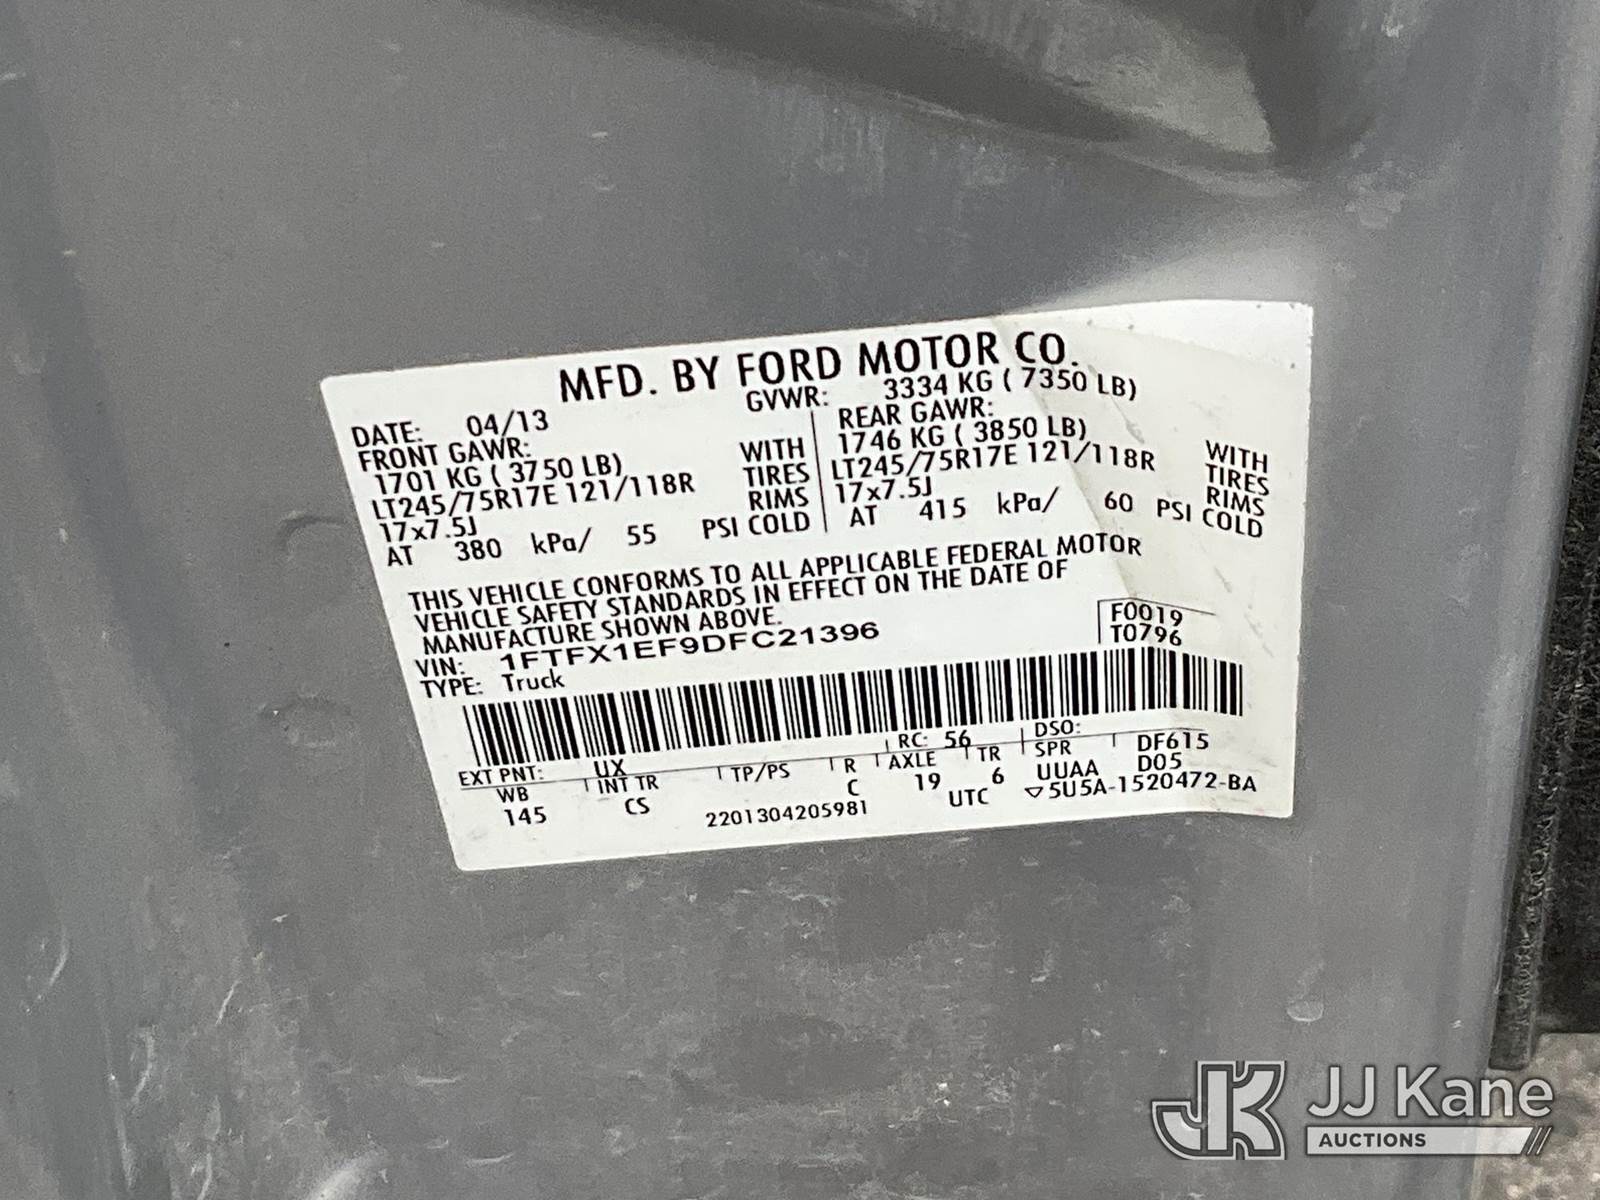 MFD. BY FORD MOTOR CO.
DATE: 04/13 GVWR: 3334 KG ( 7350 LB)
FRONT GAWR: REAR GAWR:
1701 KG ( 3750 LB) WITH 1746 KG ( 3850 LB) WITH
LT245/75R17E 121/118R TIRES LT245/75R17E 121/118R TIRES
17x7.5J RIMS 17x7.5J RIMS
AT 380 kPa/ 55 PSI COLD AT 415 kPa/ 60 PSI COLD
THIS VEHICLE CONFORMS TO ALL APPLICABLE FEDERAL MOTOR
VEHICLE SAFETY STANDARDS IN EFFECT ON THE DATE OF
MANUFACTURE SHOWN ABOVE.
VIN: 1FTFX1EF9DFC21396 F0019
TYPE: Truck T0796
EXT PNT: UX RC: 56 DSO:
WB INT TR TP/PS R AXLE TR SPR DF615
145 CS C 19 6 UUAA D05
2201304205981 UTC ▽5U5A-1520472-BA
JK JJ Kane
AUCTIONS